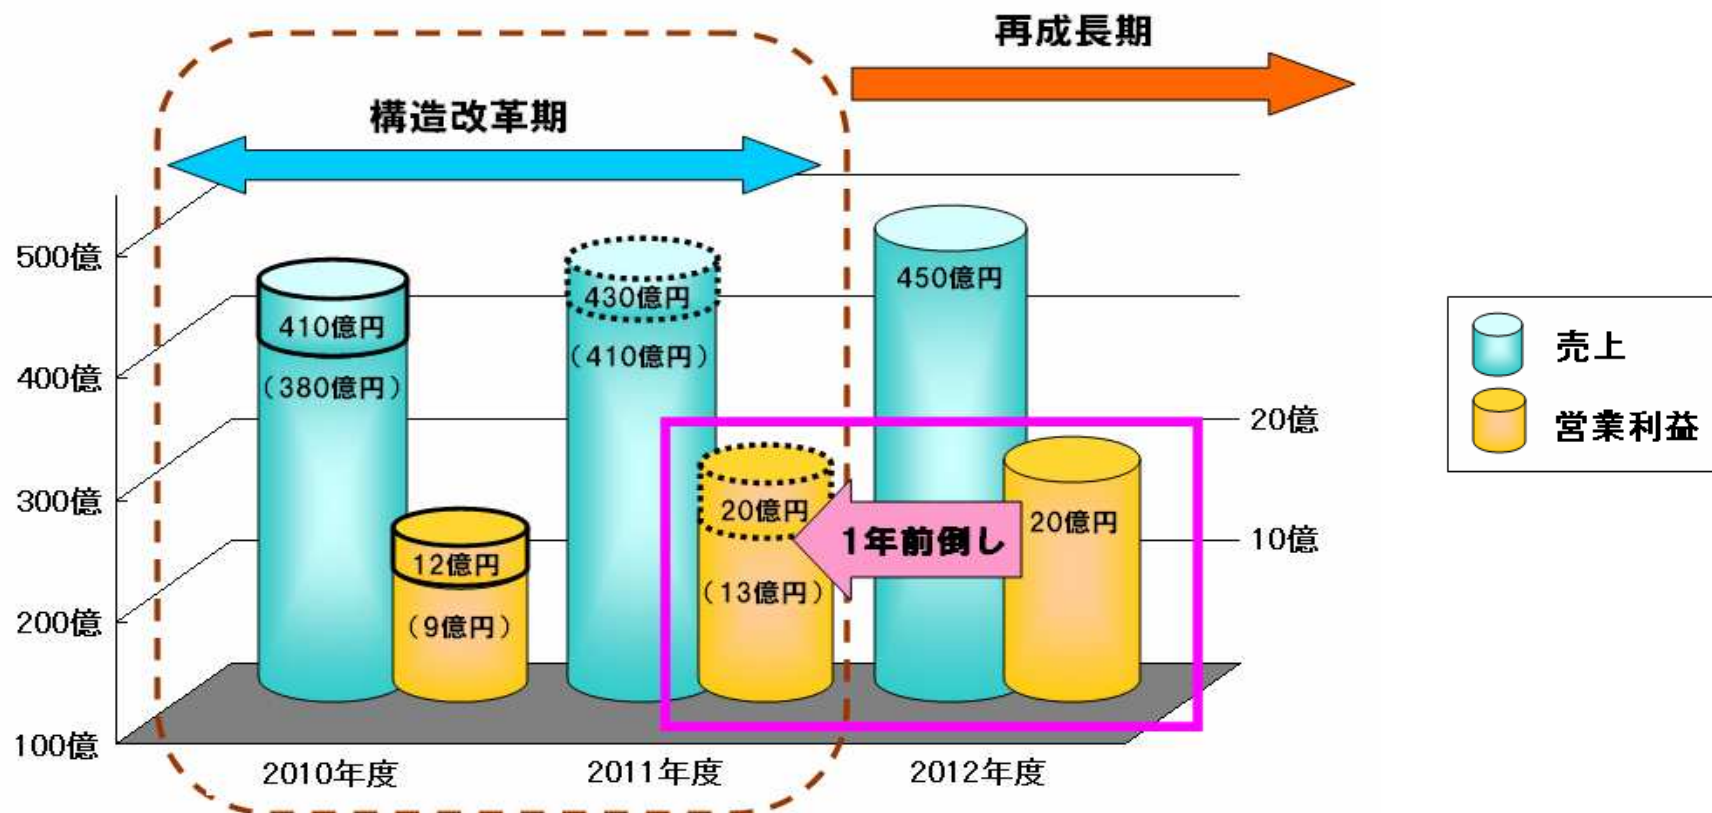 再成長期
構造改革期
500億
400億
300億
200億
100億
20億
10億
410億円
(380億円)
12億円
(9億円)
430億円
(410億円)
20億円
(13億円)
1年前倒し
450億円
20億円
2010年度
2011年度
2012年度
売上
営業利益